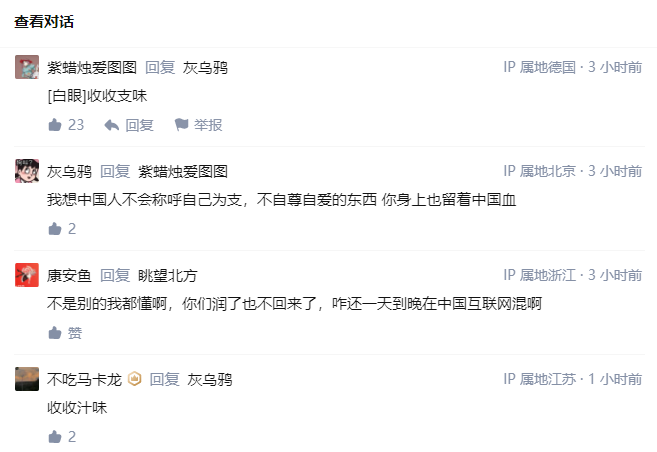 查看对话
紫蜡烛爱图图 回复 灰乌鸦 IP 属地德国 · 3 小时前
[白眼]收收支味
23 回复 举报
灰乌鸦 回复 紫蜡烛爱图图 IP 属地北京 · 3 小时前
我想中国人不会称呼自己为支，不自尊自爱的东西 你身上也留着中国血
2
康安鱼 回复 眺望北方 IP 属地浙江 · 3 小时前
不是别的我都懂啊，你们润了也不回来了，咋还一天到晚在中国互联网混啊
赞
不吃马卡龙 回复 灰乌鸦 IP 属地江苏 · 1 小时前
收收汁味
2